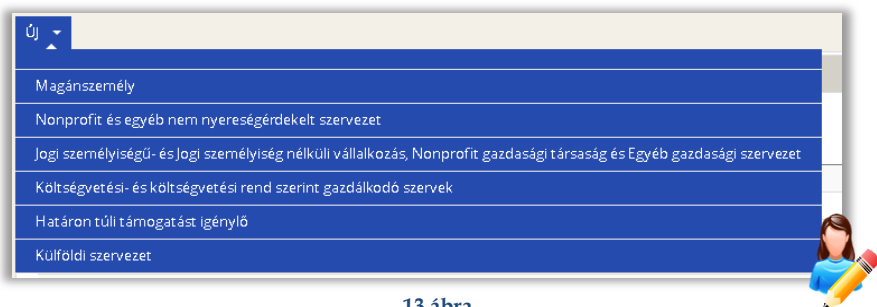 Új
Magánszemély
Nonprofit és egyéb nem nyereségérdekelt szervezet
Jogi személyiségű- és Jogi személyiség nélküli vállalkozás, Nonprofit gazdasági társaság és Egyéb gazdasági szervezet
Költségvetési- és költségvetési rend szerint gazdálkodó szervek
Határon túli támogatást igénylő
Külföldi szervezet
13 ábra